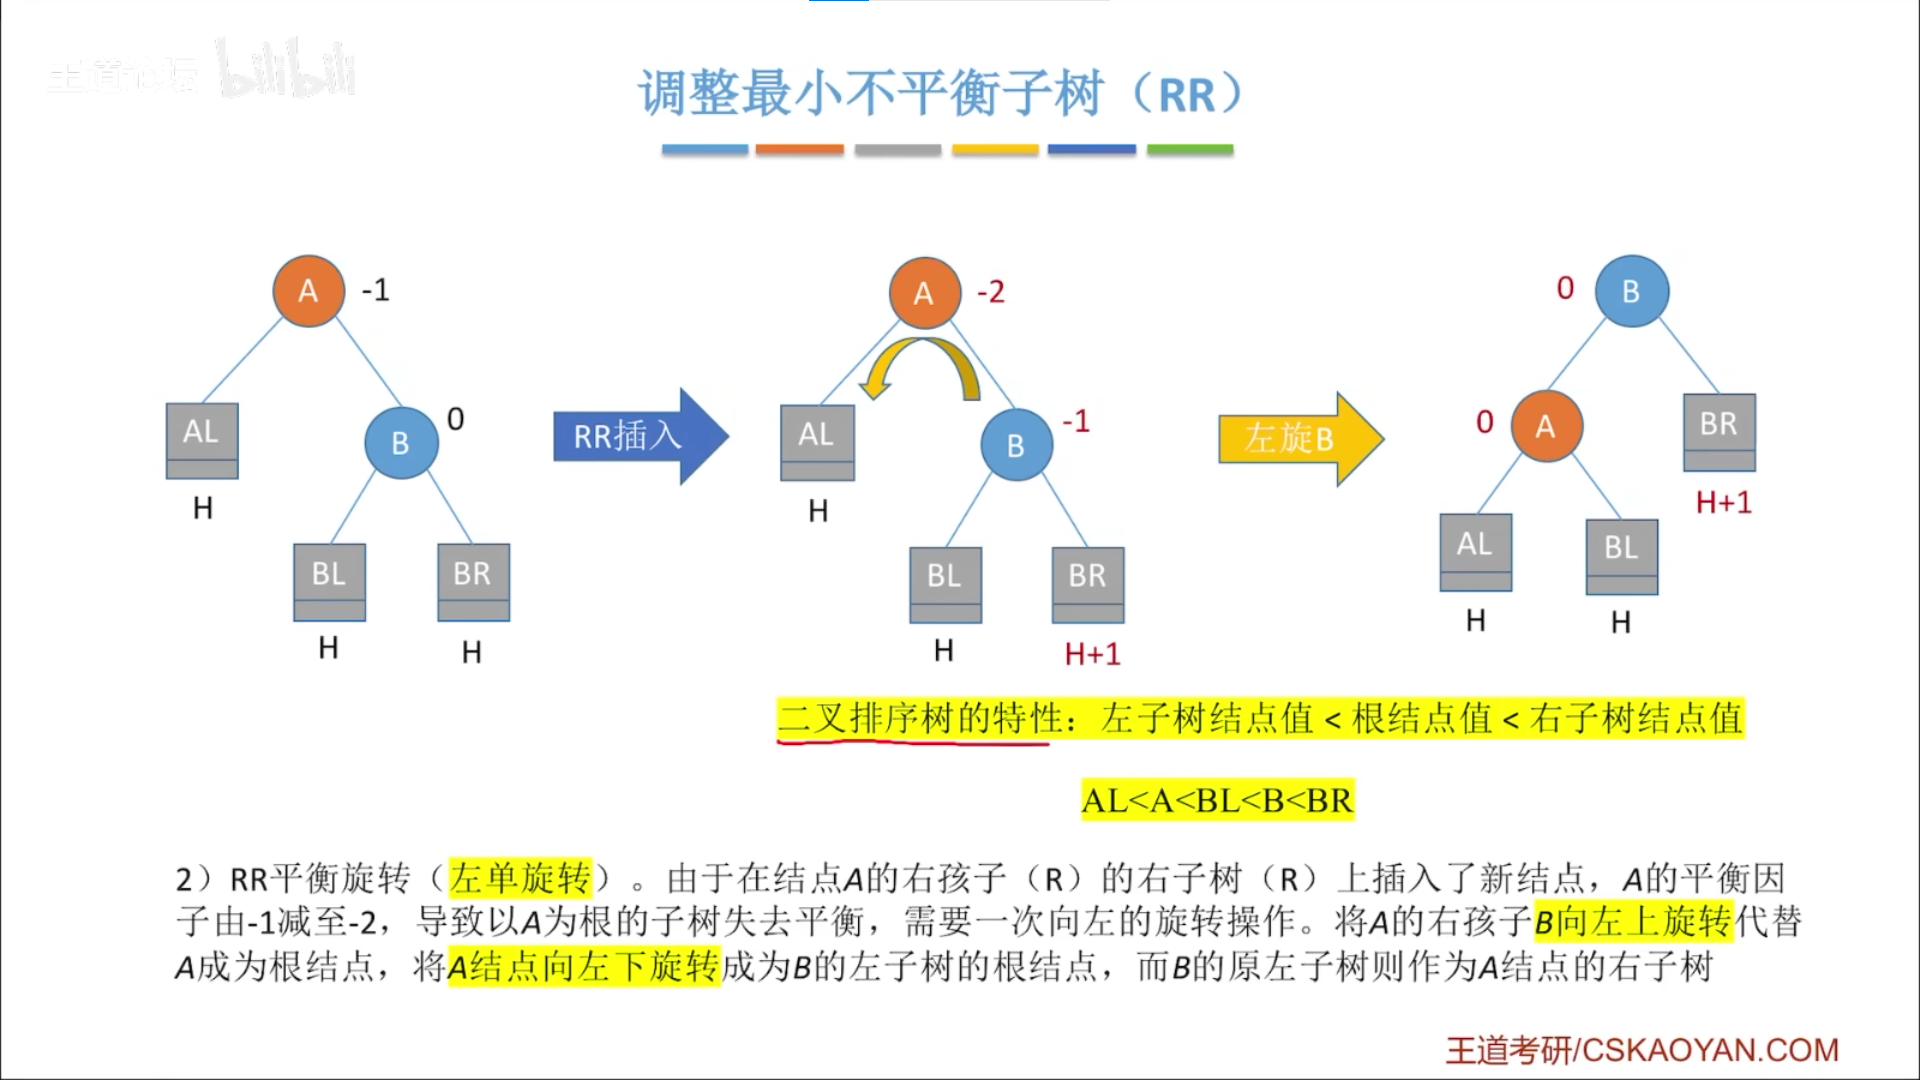 王道论坛 bilibili
调整最小不平衡子树（RR）
A -1
AL
H
B 0
BL
H
BR
H
RR插入
A -2
AL
H
B -1
BL
H
BR
H+1
左旋B
0 B
0 A
BR
H+1
AL
H
BL
H
二叉排序树的特性：左子树结点值 < 根结点值 < 右子树结点值
AL<A<BL<B<BR
2）RR平衡旋转（左单旋转）。由于在结点A的右孩子（R）的右子树（R）上插入了新结点，A的平衡因
子由-1减至-2，导致以A为根的子树失去平衡，需要一次向左的旋转操作。将A的右孩子B向左上旋转代替
A成为根结点，将A结点向左下旋转成为B的左子树的根结点，而B的原左子树则作为A结点的右子树
王道考研/CSKAOYAN.COM